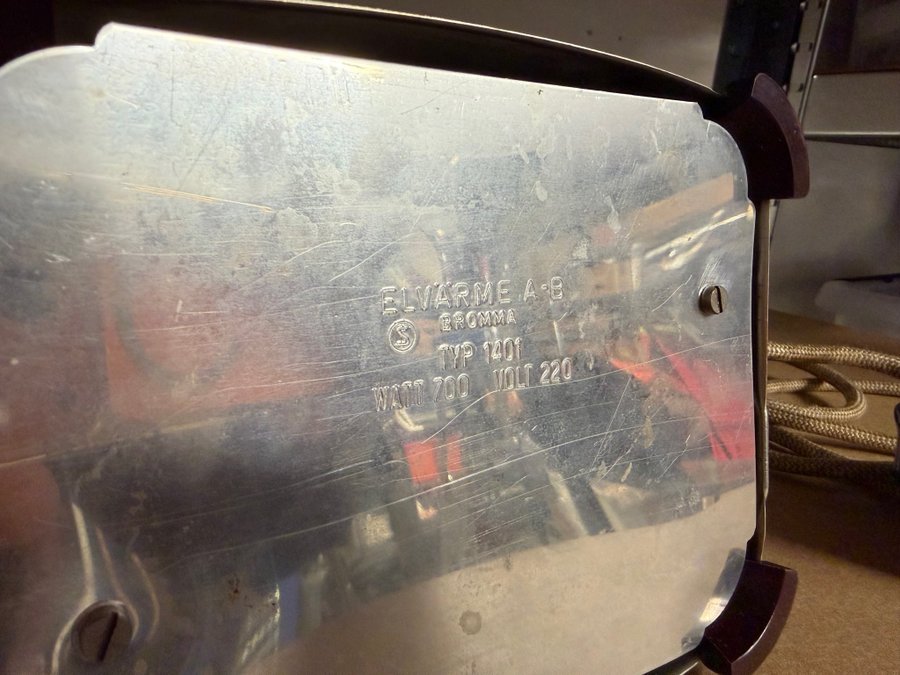 ELVÄRME A·B
Ⓢ BROMMA
TYP 1401
WATT 700 VOLT 220